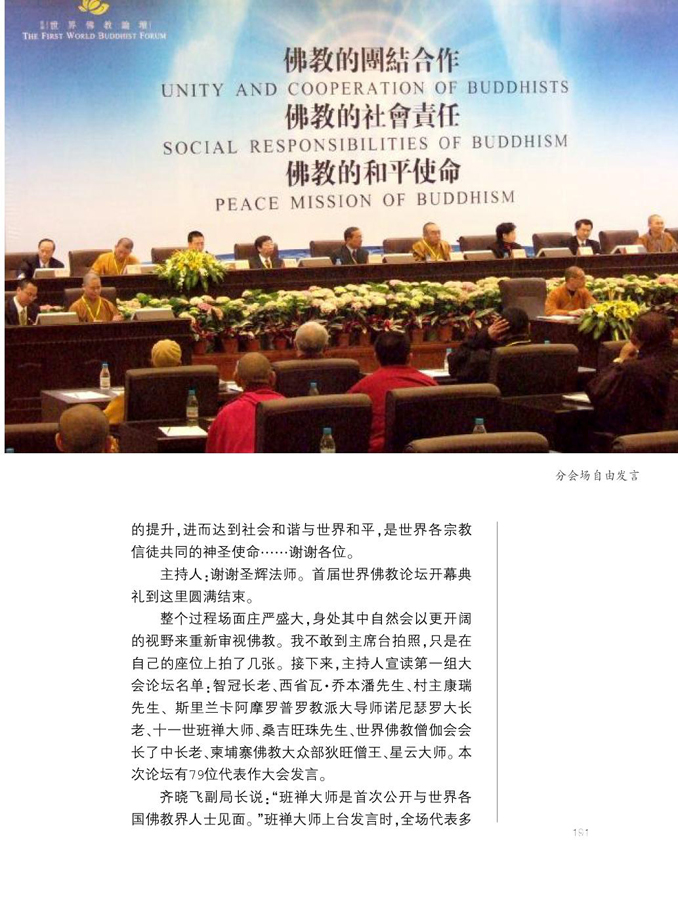 世界佛教論壇
THE FIRST WORLD BUDDHIST FORUM
佛教的團結合作
UNITY AND COOPERATION OF BUDDHISTS
佛教的社會責任
SOCIAL RESPONSIBILITIES OF BUDDHISM
佛教的和平使命
PEACE MISSION OF BUDDHISM
分会场自由发言
的提升,进而达到社会和谐与世界和平,是世界各宗教
信徒共同的神圣使命……谢谢各位。
主持人:谢谢圣辉法师。首届世界佛教论坛开幕典
礼到这里圆满结束。
整个过程场面庄严盛大,身处其中自然会以更开阔
的视野来重新审视佛教。我不敢到主席台拍照,只是在
自己的座位上拍了几张。接下来,主持人宣读第一组大
会论坛名单:智冠长老、西省瓦·乔本潘先生、村主康瑞
先生、斯里兰卡阿摩罗普罗教派大导师诺尼瑟罗大长
老、十一世班禅大师、桑吉旺珠先生、世界佛教僧伽会会
长了中长老、柬埔寨佛教大众部狄旺僧王、星云大师。本
次论坛有79位代表作大会发言。
齐晓飞副局长说:“班禅大师是首次公开与世界各
国佛教界人士见面。”班禅大师上台发言时,全场代表多
181